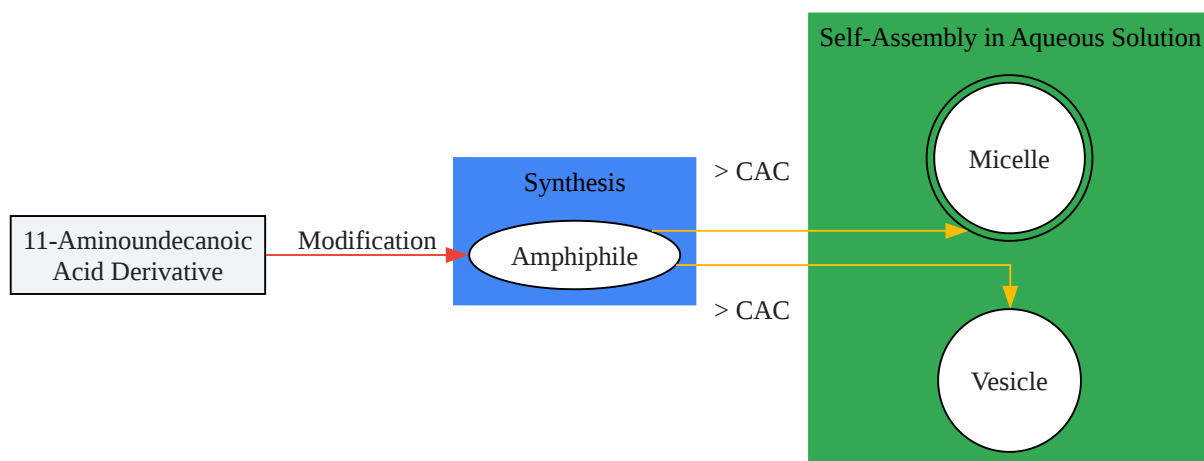 11-Aminoundecanoic
Acid Derivative
Modification
Synthesis
Amphiphile
> CAC
> CAC
Self-Assembly in Aqueous Solution
Micelle
Vesicle